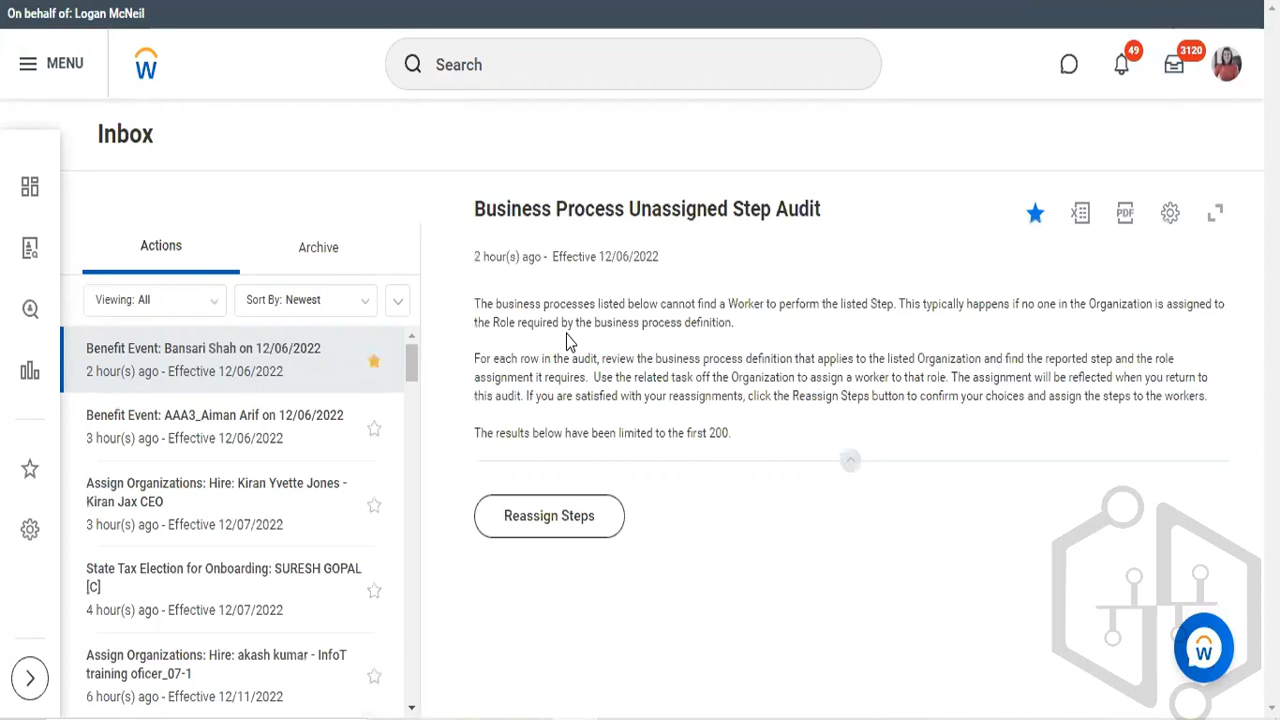 On behalf of: Logan McNeil
MENU
Search
49
3120
Inbox
Actions
Archive
Viewing: All
Sort By: Newest
Benefit Event: Bansari Shah on 12/06/2022
2 hour(s) ago - Effective 12/06/2022
Benefit Event: AAA3_Aiman Arif on 12/06/2022
3 hour(s) ago - Effective 12/06/2022
Assign Organizations: Hire: Kiran Yvette Jones -
Kiran Jax CEO
3 hour(s) ago - Effective 12/07/2022
State Tax Election for Onboarding: SURESH GOPAL
[C]
4 hour(s) ago - Effective 12/07/2022
Assign Organizations: Hire: akash kumar - InfoT
training oficer_07-1
6 hour(s) ago - Effective 12/11/2022
Business Process Unassigned Step Audit
PDF
2 hour(s) ago - Effective 12/06/2022
The business processes listed below cannot find a Worker to perform the listed Step. This typically happens if no one in the Organization is assigned to
the Role required by the business process definition.
For each row in the audit, review the business process definition that applies to the listed Organization and find the reported step and the role
assignment it requires. Use the related task off the Organization to assign a worker to that role. The assignment will be reflected when you return to
this audit. If you are satisfied with your reassignments, click the Reassign Steps button to confirm your choices and assign the steps to the workers.
The results below have been limited to the first 200.
Reassign Steps